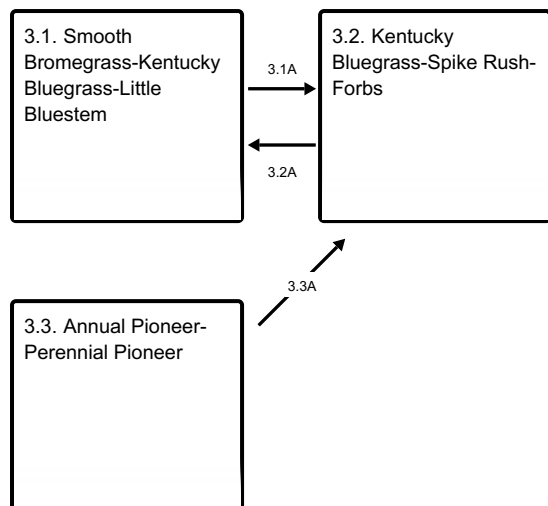 3.1. Smooth
Bromegrass-Kentucky
Bluegrass-Little
Bluestem
3.1A
3.2A
3.2. Kentucky
Bluegrass-Spike Rush-
Forbs
3.3A
3.3. Annual Pioneer-
Perennial Pioneer